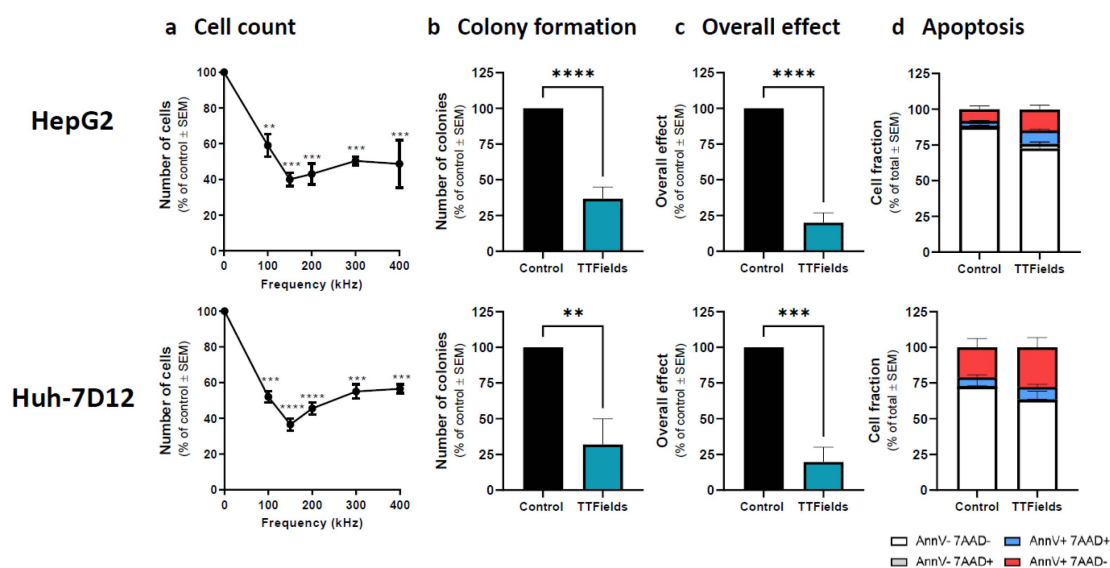 a Cell count
b Colony formation
c Overall effect
d Apoptosis
HepG2
Number of cells
(% of control ± SEM)
100
80
60
40
20
0
**
***
***
***
***
0 100 200 300 400
Frequency (kHz)
Number of colonies
(% of control ± SEM)
125
100
75
50
25
0
****
Control TTFields
Overall effect
(% of control ± SEM)
125
100
75
50
25
0
****
Control TTFields
Cell fraction
(% of total ± SEM)
125
100
75
50
25
0
Control TTFields
Huh-7D12
Number of cells
(% of control ± SEM)
100
80
60
40
20
0
***
****
****
***
***
0 100 200 300 400
Frequency (kHz)
Number of colonies
(% of control ± SEM)
125
100
75
50
25
0
**
Control TTFields
Overall effect
(% of control ± SEM)
125
100
75
50
25
0
***
Control TTFields
Cell fraction
(% of total ± SEM)
125
100
75
50
25
0
Control TTFields
AnnV- 7AAD- AnnV+ 7AAD+
AnnV- 7AAD+ AnnV+ 7AAD-